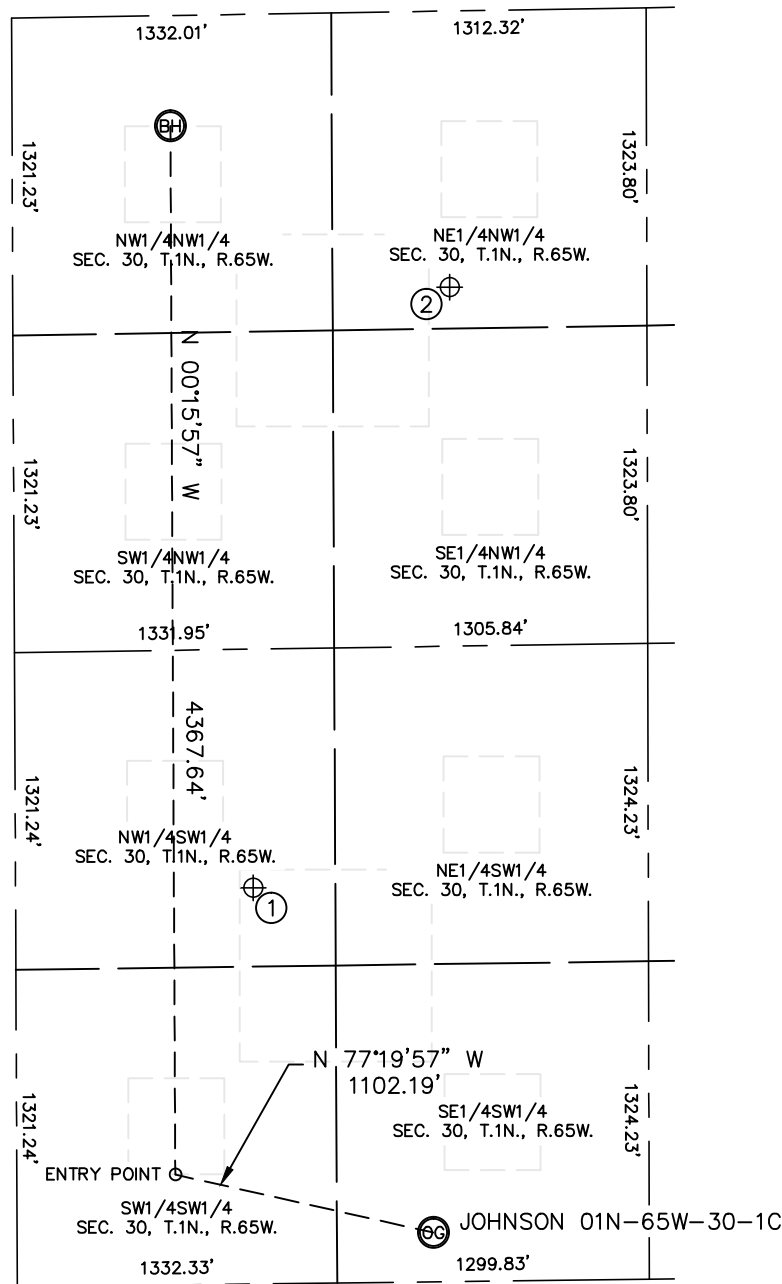 1332.01'
1312.32'
BH
1321.23'
1323.80'
NW1/4NW1/4
SEC. 30, T.1N., R.65W.
NE1/4NW1/4
SEC. 30, T.1N., R.65W.
2
N 00°15'57" W
1321.23'
1323.80'
SW1/4NW1/4
SEC. 30, T.1N., R.65W.
SE1/4NW1/4
SEC. 30, T.1N., R.65W.
1331.95'
1305.84'
4367.64'
1321.24'
1324.23'
NW1/4SW1/4
SEC. 30, T.1N., R.65W.
NE1/4SW1/4
SEC. 30, T.1N., R.65W.
1
N 77°19'57" W
1102.19'
1321.24'
1324.23'
SE1/4SW1/4
SEC. 30, T.1N., R.65W.
ENTRY POINT
SW1/4SW1/4
SEC. 30, T.1N., R.65W.
OG
JOHNSON 01N-65W-30-1C
1332.33'
1299.83'